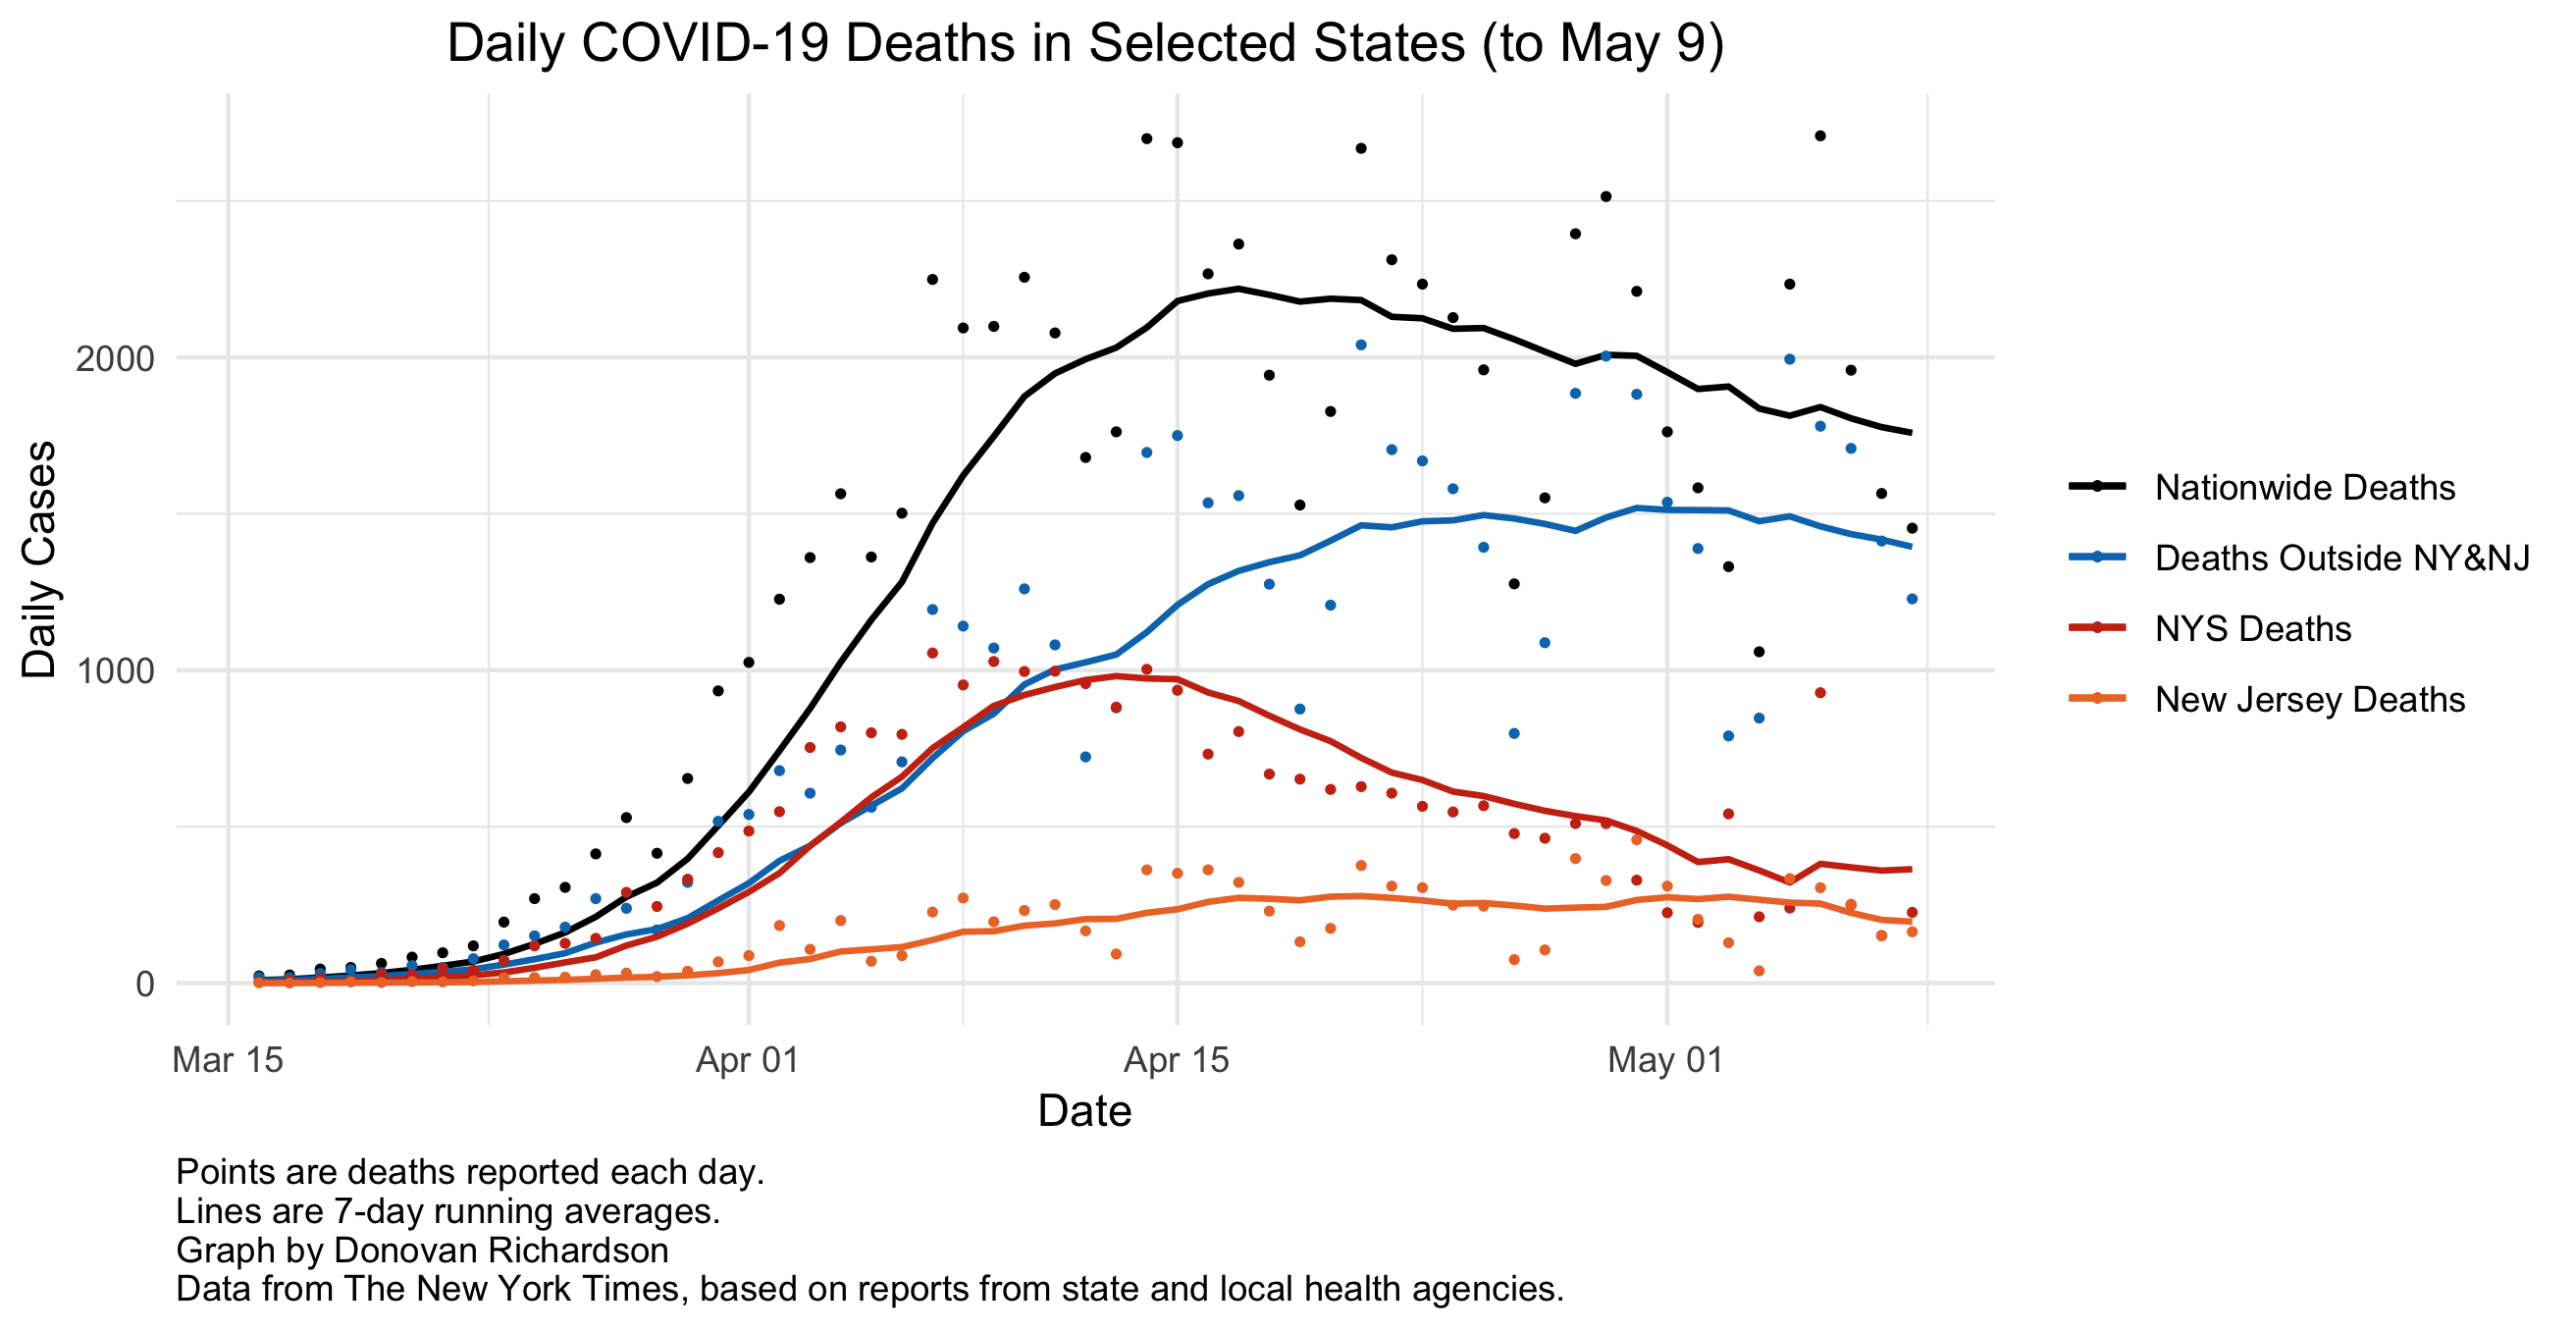 Daily COVID-19 Deaths in Selected States (to May 9)
Daily Cases
2000
1000
0
Mar 15
Apr 01
Apr 15
May 01
Date
Nationwide Deaths
Deaths Outside NY&NJ
NYS Deaths
New Jersey Deaths
Points are deaths reported each day.
Lines are 7-day running averages.
Graph by Donovan Richardson
Data from The New York Times, based on reports from state and local health agencies.